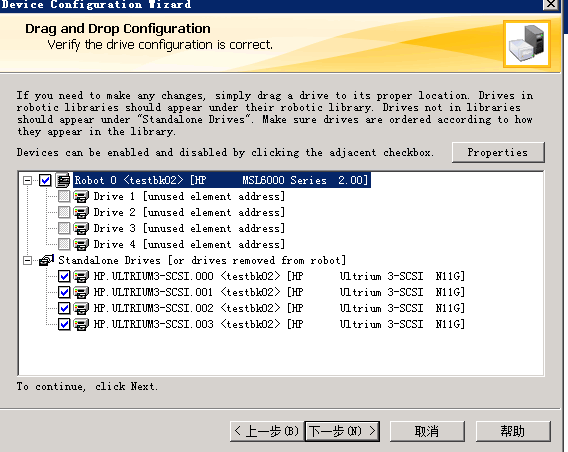 Device Configuration Wizard
Drag and Drop Configuration
Verify the drive configuration is correct.
If you need to make any changes, simply drag a drive to its proper location. Drives in
robotic libraries should appear under their robotic library. Drives not in libraries
should appear under "Standalone Drives". Make sure drives are ordered according to how
they appear in the library.
Devices can be enabled and disabled by clicking the adjacent checkbox.
Properties
Robot 0 <testbk02> [HP MSL6000 Series 2.00]
Drive 1 [unused element address]
Drive 2 [unused element address]
Drive 3 [unused element address]
Drive 4 [unused element address]
Standalone Drives [or drives removed from robot]
HP.ULTRIUM3-SCSI.000 <testbk02> [HP Ultrium 3-SCSI N11G]
HP.ULTRIUM3-SCSI.001 <testbk02> [HP Ultrium 3-SCSI N11G]
HP.ULTRIUM3-SCSI.002 <testbk02> [HP Ultrium 3-SCSI N11G]
HP.ULTRIUM3-SCSI.003 <testbk02> [HP Ultrium 3-SCSI N11G]
To continue, click Next.
< 上一步(B) 下一步(N) > 取消 帮助